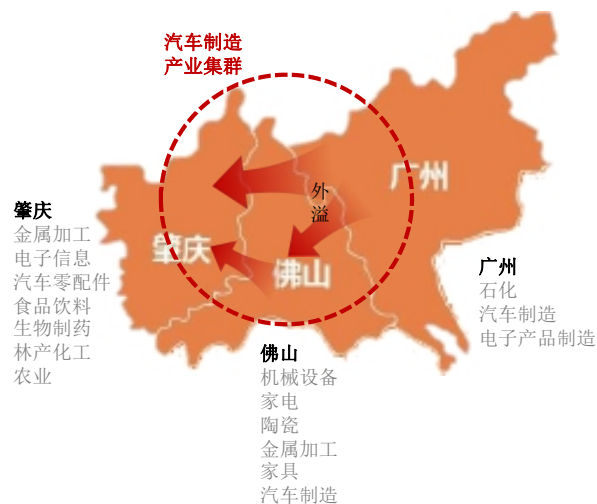 汽车制造
产业集群
广州
外
溢
肇庆
佛山
肇庆
金属加工
电子信息
汽车零配件
食品饮料
生物制药
林产化工
农业
广州
石化
汽车制造
电子产品制造
佛山
机械设备
家电
陶瓷
金属加工
家具
汽车制造